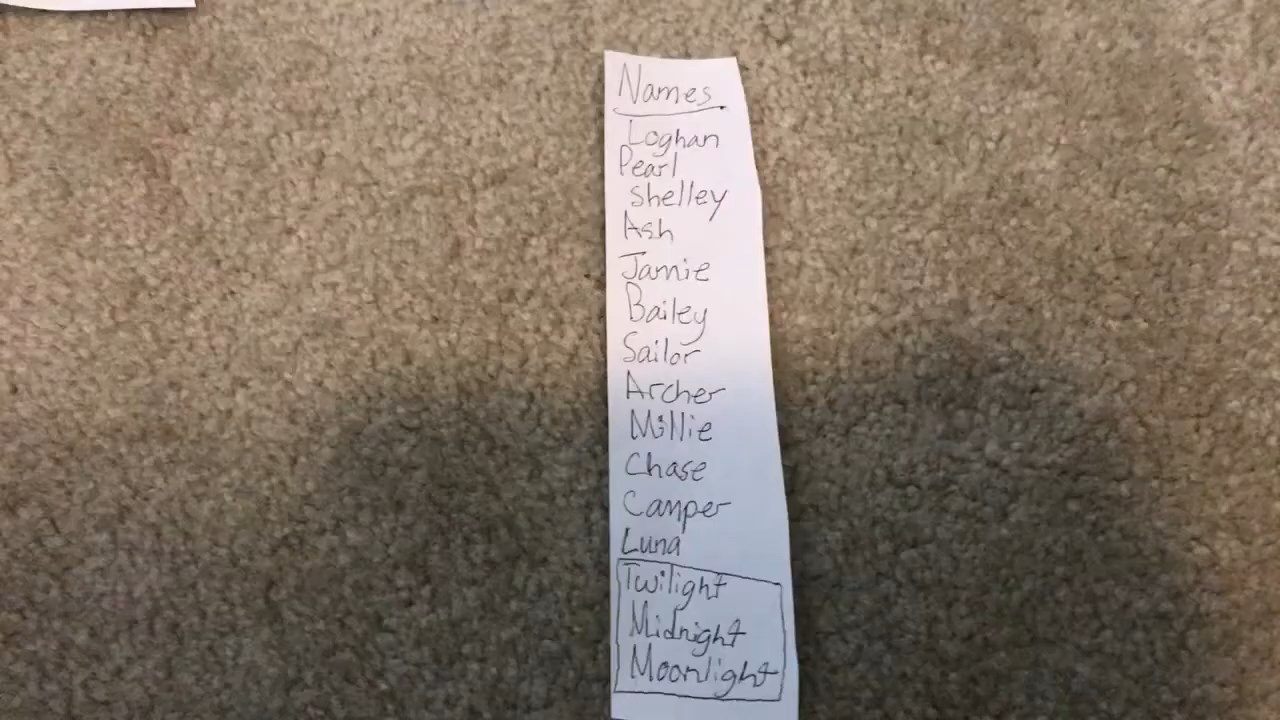 Names
Loghan
Pearl
Shelley
Ash
Jamie
Bailey
Sailor
Archer
Millie
Chase
Camper
Luna
Twilight
Midnight
Moonlight